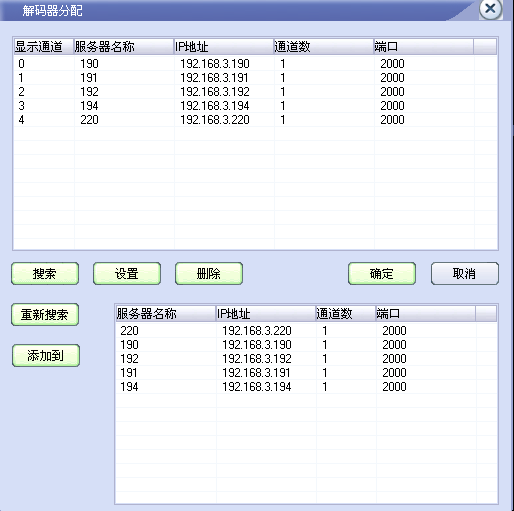 解码器分配
显示通道 服务器名称 IP地址 通道数 端口
0 190 192.168.3.190 1 2000
1 191 192.168.3.191 1 2000
2 192 192.168.3.192 1 2000
3 194 192.168.3.194 1 2000
4 220 192.168.3.220 1 2000
搜索 设置 删除 确定 取消
重新搜索
添加到
服务器名称 IP地址 通道数 端口
220 192.168.3.220 1 2000
190 192.168.3.190 1 2000
192 192.168.3.192 1 2000
191 192.168.3.191 1 2000
194 192.168.3.194 1 2000